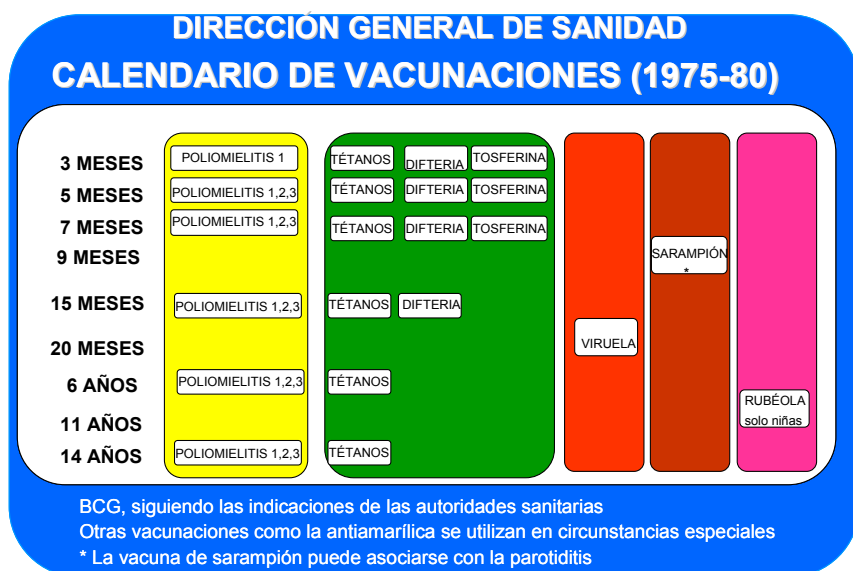 DIRECCIÓN GENERAL DE SANIDAD
CALENDARIO DE VACUNACIONES (1975-80)
3 MESES POLIOMIELITIS 1 TÉTANOS DIFTERIA TOSFERINA
5 MESES POLIOMIELITIS 1,2,3 TÉTANOS DIFTERIA TOSFERINA
7 MESES POLIOMIELITIS 1,2,3 TÉTANOS DIFTERIA TOSFERINA
9 MESES SARAMPIÓN
*
15 MESES POLIOMIELITIS 1,2,3 TÉTANOS DIFTERIA
20 MESES VIRUELA
6 AÑOS POLIOMIELITIS 1,2,3 TÉTANOS
RUBÉOLA
11 AÑOS solo niñas
14 AÑOS POLIOMIELITIS 1,2,3 TÉTANOS
BCG, siguiendo las indicaciones de las autoridades sanitarias
Otras vacunaciones como la antiamarílica se utilizan en circunstancias especiales
* La vacuna de sarampión puede asociarse con la parotiditis